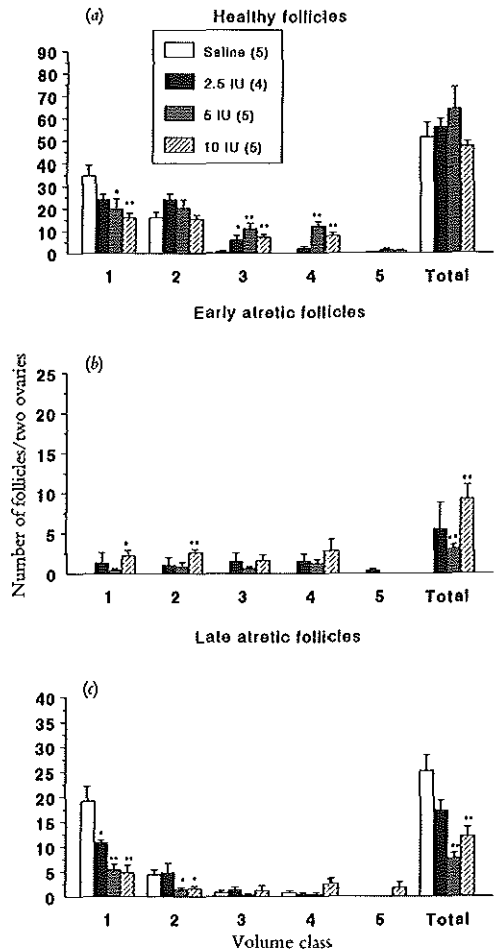 (a) Healthy follicles
Saline (5)
2.5 IU (4)
5 IU (5)
10 IU (5)
90
80
70
60
50
40
30
20
10
0
* ** * ** ** ** **
1 2 3 4 5 Total
Early atretic follicles
(b)
Number of follicles/two ovaries
25
20
15
10
5
0
* ** ** **
1 2 3 4 5 Total
Late atretic follicles
(c)
40
35
30
25
20
15
10
5
0
* ** ** * * ** **
1 2 3 4 5 Total
Volume class